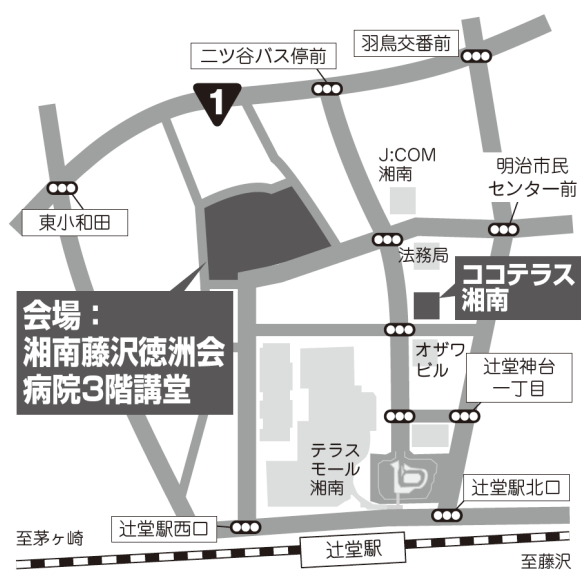 羽鳥交番前
二ツ谷バス停前
1
J:COM
湘南
明治市民
センター前
東小和田
法務局
ココテラス
湘南
会場：
湘南藤沢徳洲会
病院3階講堂
オザワ
ビル
辻堂神台
一丁目
テラス
モール
湘南
辻堂駅北口
辻堂駅西口
至茅ヶ崎
辻堂駅
至藤沢